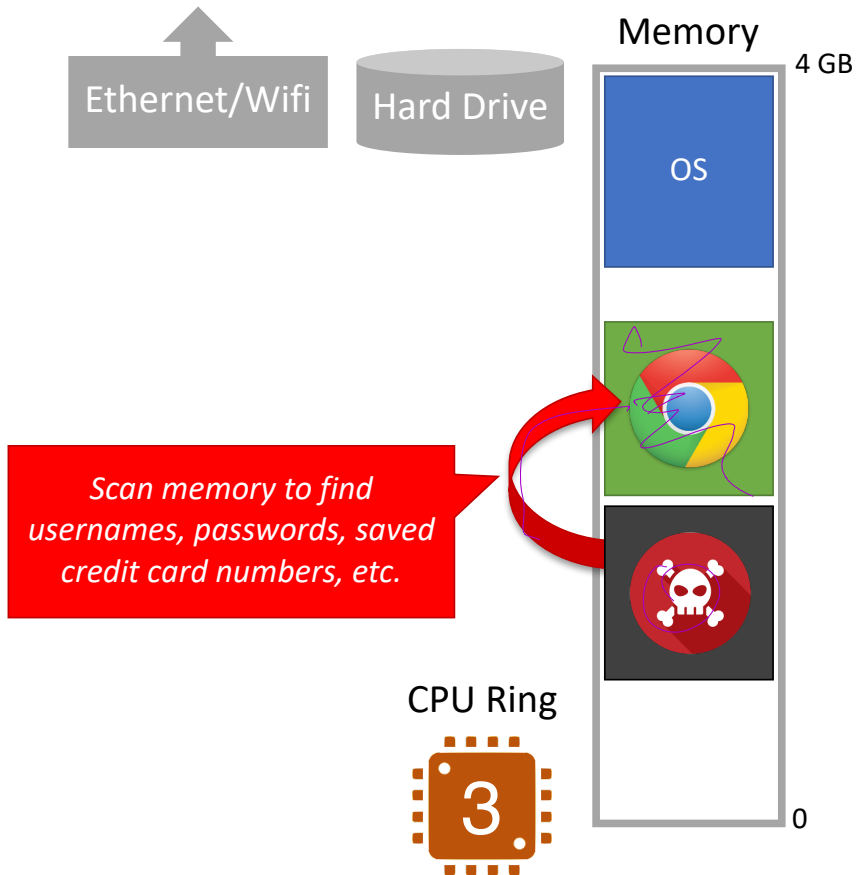 Memory
4 GB
Ethernet/Wifi
Hard Drive
OS
Scan memory to find
usernames, passwords, saved
credit card numbers, etc.
CPU Ring
3
0